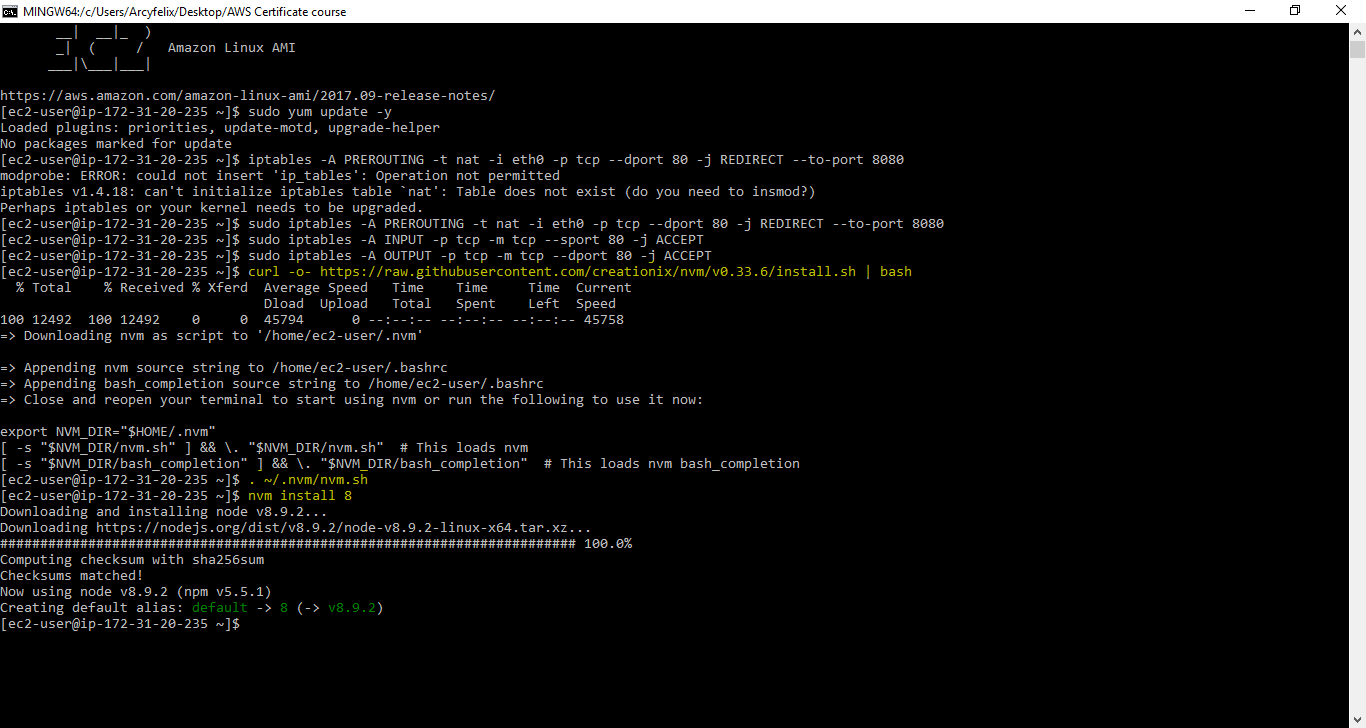 MINGW64:/c/Users/Arcyfelix/Desktop/AWS Certificate course
       __|  __|_  )
       _|  (     /   Amazon Linux AMI
      ___|\___|___|
https://aws.amazon.com/amazon-linux-ami/2017.09-release-notes/
[ec2-user@ip-172-31-20-235 ~]$ sudo yum update -y
Loaded plugins: priorities, update-motd, upgrade-helper
No packages marked for update
[ec2-user@ip-172-31-20-235 ~]$ iptables -A PREROUTING -t nat -i eth0 -p tcp --dport 80 -j REDIRECT --to-port 8080
modprobe: ERROR: could not insert 'ip_tables': Operation not permitted
iptables v1.4.18: can't initialize iptables table `nat': Table does not exist (do you need to insmod?)
Perhaps iptables or your kernel needs to be upgraded.
[ec2-user@ip-172-31-20-235 ~]$ sudo iptables -A PREROUTING -t nat -i eth0 -p tcp --dport 80 -j REDIRECT --to-port 8080
[ec2-user@ip-172-31-20-235 ~]$ sudo iptables -A INPUT -p tcp -m tcp --sport 80 -j ACCEPT
[ec2-user@ip-172-31-20-235 ~]$ sudo iptables -A OUTPUT -p tcp -m tcp --dport 80 -j ACCEPT
[ec2-user@ip-172-31-20-235 ~]$ curl -o- https://raw.githubusercontent.com/creationix/nvm/v0.33.6/install.sh | bash
  % Total    % Received % Xferd  Average Speed   Time    Time     Time  Current
                                 Dload  Upload   Total   Spent    Left  Speed
100 12492  100 12492    0     0  45794      0 --:--:-- --:--:-- --:--:-- 45758
=> Downloading nvm as script to '/home/ec2-user/.nvm'
=> Appending nvm source string to /home/ec2-user/.bashrc
=> Appending bash_completion source string to /home/ec2-user/.bashrc
=> Close and reopen your terminal to start using nvm or run the following to use it now:
export NVM_DIR="$HOME/.nvm"
[ -s "$NVM_DIR/nvm.sh" ] && \. "$NVM_DIR/nvm.sh"  # This loads nvm
[ -s "$NVM_DIR/bash_completion" ] && \. "$NVM_DIR/bash_completion"  # This loads nvm bash_completion
[ec2-user@ip-172-31-20-235 ~]$ . ~/.nvm/nvm.sh
[ec2-user@ip-172-31-20-235 ~]$ nvm install 8
Downloading and installing node v8.9.2...
Downloading https://nodejs.org/dist/v8.9.2/node-v8.9.2-linux-x64.tar.xz...
######################################################################## 100.0%
Computing checksum with sha256sum
Checksums matched!
Now using node v8.9.2 (npm v5.5.1)
Creating default alias: default -> 8 (-> v8.9.2)
[ec2-user@ip-172-31-20-235 ~]$